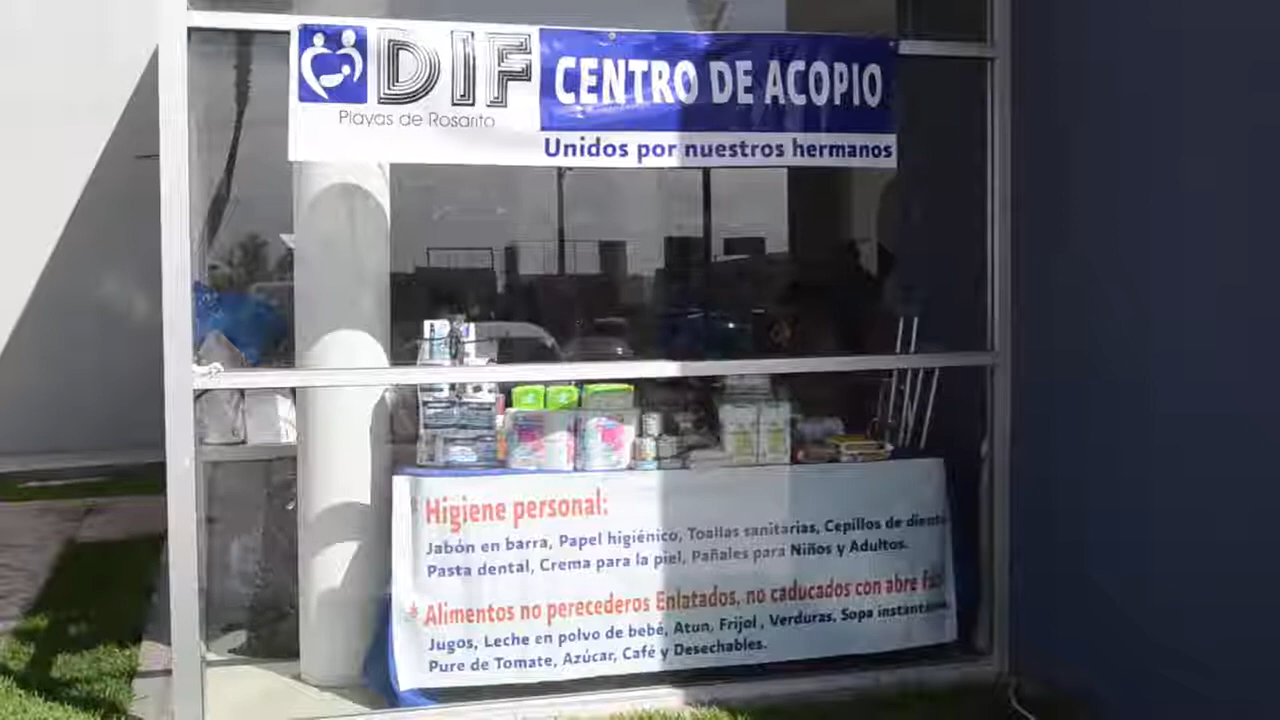 DIF
Playas de Rosarito
CENTRO DE ACOPIO
Unidos por nuestros hermanos
* Higiene personal:
Jabón en barra, Papel higiénico, Toallas sanitarias, Cepillos de
Pasta dental, Crema para la piel, Pañales para Niños y Adultos.
* Alimentos no perecederos Enlatados, no caducados con abre
Jugos, Leche en polvo de bebé, Atun, Frijol, Verduras, Sopa
Pure de Tomate, Azúcar, Café y Desechables.